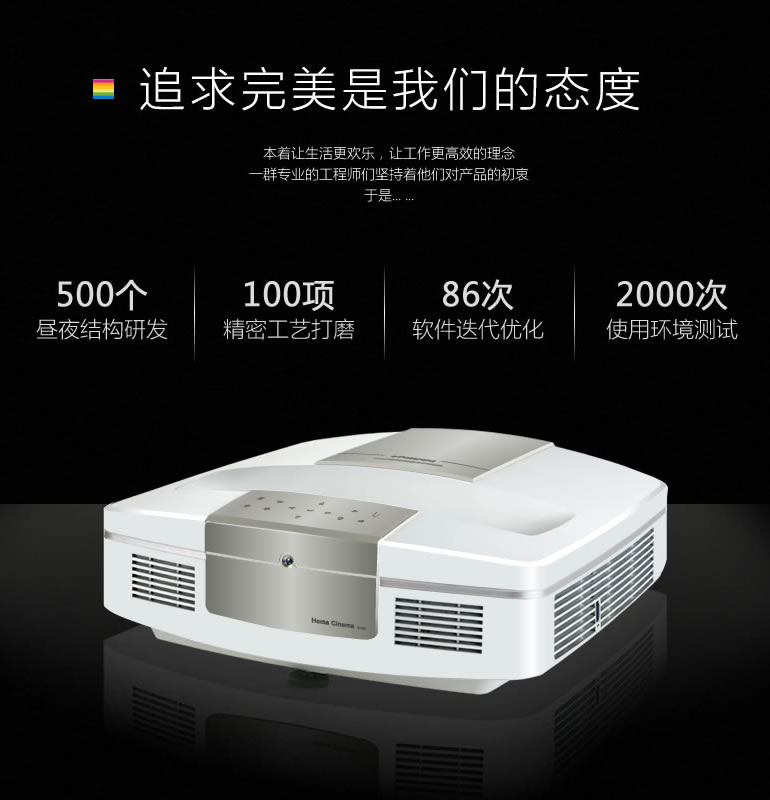 追求完美是我们的态度
本着让生活更欢乐，让工作更高效的理念
一群专业的工程师们坚持着他们对产品的初衷
于是... ...
500个
昼夜结构研发
100项
精密工艺打磨
86次
软件迭代优化
2000次
使用环境测试
Home Cinema